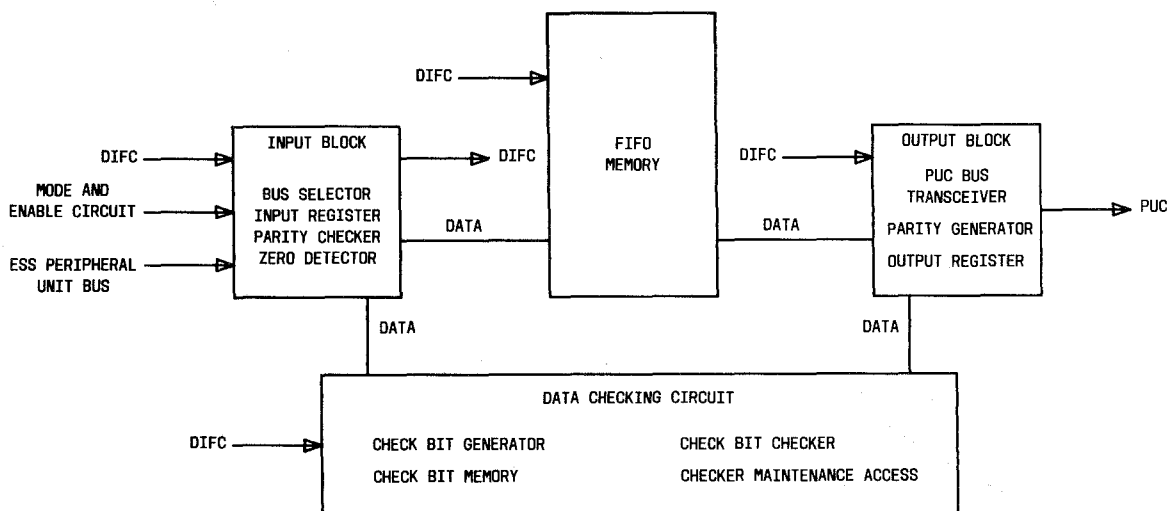 DIFC
DIFC
MODE AND
ENABLE CIRCUIT
ESS PERIPHERAL
UNIT BUS
INPUT BLOCK
BUS SELECTOR
INPUT REGISTER
PARITY CHECKER
ZERO DETECTOR
DIFC
DATA
FIFO
MEMORY
DIFC
DATA
OUTPUT BLOCK
PUC BUS
TRANSCEIVER
PARITY GENERATOR
OUTPUT REGISTER
PUC
DATA
DATA
DATA CHECKING CIRCUIT
DIFC
CHECK BIT GENERATOR
CHECK BIT CHECKER
CHECK BIT MEMORY
CHECKER MAINTENANCE ACCESS